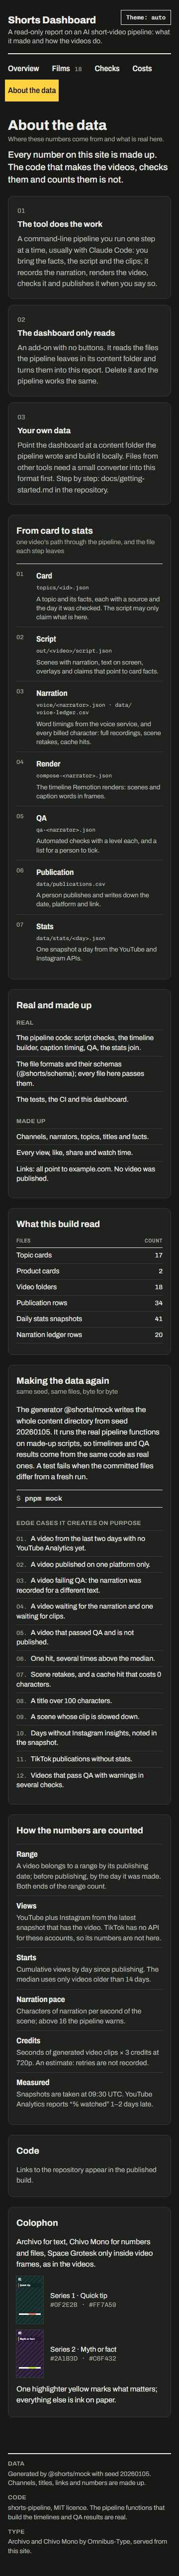 Shorts Dashboard
Theme: auto
A read-only report on an AI short-video pipeline: what
it made and how the videos do.
Overview Films 18 Checks Costs
About the data
About the data
Where these numbers come from and what is real here.
Every number on this site is made up.
The code that makes the videos, checks
them and counts them is not.
01
The tool does the work
A command-line pipeline you run one
step at a time, usually with Claude Code: you
bring the facts, the script and the clips; it
records the narration, renders the video,
checks it and publishes it when you say so.
02
The dashboard only reads
An add-on with no buttons. It reads the files
the pipeline leaves in its content folder and
turns them into this report. Delete it and the
pipeline works the same.
03
Your own data
Point the dashboard at a content folder the
pipeline wrote and build it locally. Files from
other tools need a small converter into this
format first. Step by step: docs/getting-
started.md in the repository.
From card to stats
one video's path through the pipeline, and the file
each step leaves
01 Card
topics/<id>.json
A topic and its facts, each with a source and
the day it was checked. The script may only
claim what is here.
02 Script
out/<video>/script.json
Scenes with narration, text on screen,
overlays and claims that point to card facts.
03 Narration
voice/<narrator>.json · data/
voice-ledger.csv
Word timings from the voice service, and
every billed character: full recordings, scene
retakes, cache hits.
04 Render
compose-<narrator>.json
The timeline Remotion renders: scenes and
caption words in frames.
05 QA
qa-<narrator>.json
Automated checks with a level each, and a
list for a person to tick.
06 Publication
data/publications.csv
A person publishes and writes down the
date, platform and link.
07 Stats
data/stats/<day>.json
One snapshot a day from the YouTube and
Instagram APIs.
Real and made up
REAL
The pipeline code: script checks, the timeline
builder, caption timing, QA, the stats join.
The file formats and their schemas
(@shorts/schema); every file here passes
them.
The tests, the CI and this dashboard.
MADE UP
Channels, narrators, topics, titles and facts.
Every view, like, share and watch time.
Links: all point to example.com. No video was
published.
What this build read
FILES COUNT
Topic cards 17
Product cards 2
Video folders 18
Publication rows 34
Daily stats snapshots 41
Narration ledger rows 20
Making the data again
same seed, same files, byte for byte
The generator @shorts/mock writes the
whole content directory from seed
20260105. It runs the real pipeline functions
on made-up scripts, so timelines and QA
results come from the same code as real
ones. A test fails when the committed files
differ from a fresh run.
$ pnpm mock
EDGE CASES IT CREATES ON PURPOSE
01. A video from the last two days with no
YouTube Analytics yet.
02. A video published on one platform only.
03. A video failing QA: the narration was
recorded for a different text.
04. A video waiting for the narration and one
waiting for clips.
05. A video that passed QA and is not
published.
06. One hit, several times above the median.
07. Scene retakes, and a cache hit that costs 0
characters.
08. A title over 100 characters.
09. A scene whose clip is slowed down.
10. Days without Instagram insights, noted in
the snapshot.
11. TikTok publications without stats.
12. Videos that pass QA with warnings in
several checks.
How the numbers are counted
Range
A video belongs to a range by its publishing
date; before publishing, by the day it was made.
Both ends of the range count.
Views
YouTube plus Instagram from the latest
snapshot that has the video. TikTok has no API
for these accounts, so its numbers are not here.
Starts
Cumulative views by day since publishing. The
median uses only videos older than 14 days.
Narration pace
Characters of narration per second of the
scene; above 16 the pipeline warns.
Credits
Seconds of generated video clips × 3 credits at
720p. An estimate: retries are not recorded.
Measured
Snapshots are taken at 09:30 UTC. YouTube
Analytics reports "% watched" 1–2 days late.
Code
Links to the repository appear in the published
build.
Colophon
Archivo for text, Chivo Mono for numbers
and files, Space Grotesk only inside video
frames, as in the videos.
Series 1 · Quick tip
#0F2E2B · #FF7A59
Series 2 · Myth or fact
#2A1B3D · #C6F432
One highlighter yellow marks what matters;
everything else is ink on paper.
DATA
Generated by @shorts/mock with seed 20260105.
Channels, titles, links and numbers are made up.
CODE
shorts-pipeline, MIT licence. The pipeline functions that
build the timelines and QA results are real.
TYPE
Archivo and Chivo Mono by Omnibus-Type, served from
this site.